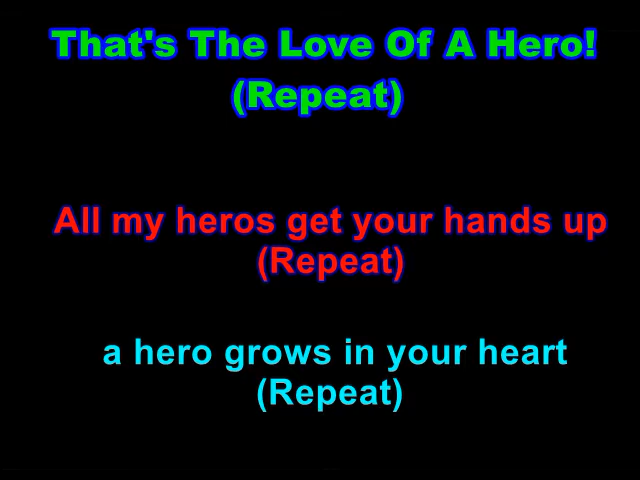 That's The Love Of A Hero!
(Repeat)
All my heros get your hands up
(Repeat)
a hero grows in your heart
(Repeat)